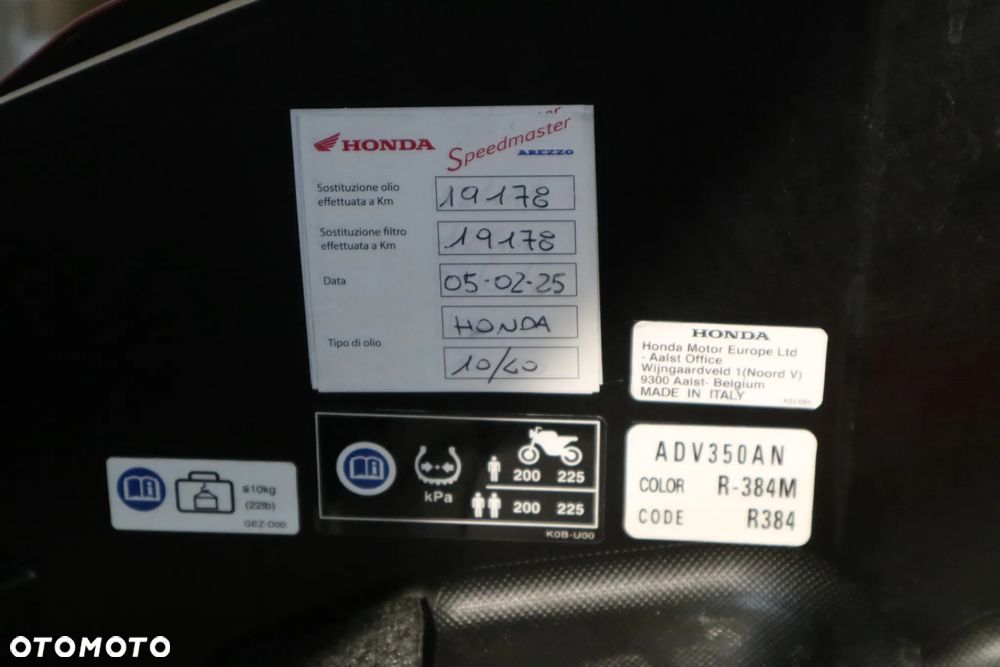 HONDA
Speedmaster
AREZZO
Sostituzione olio
effettuata a Km
19178
Sostituzione filtro
effettuata a Km
19178
Data
05-02-25
Tipo di olio
HONDA
10/40
HONDA
Honda Motor Europe Ltd
- Aalst Office
Wijngaardveld 1(Noord V)
9300 Aalst- Belgium
MADE IN ITALY
ADV350AN
COLOR R-384M
CODE R384
kPa
200 225
200 225
K0B-U00
≤10kg
(22lb)
GEZ-D00
OTOMOTO